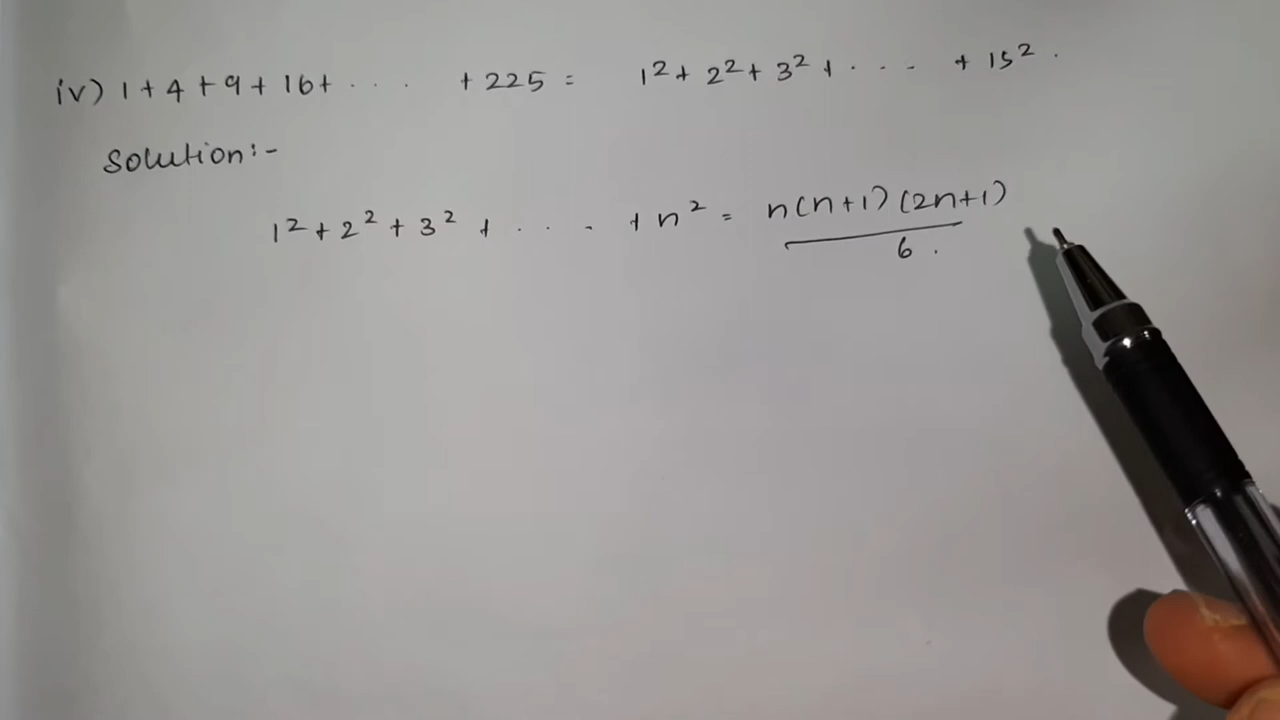 iv) 1 + 4 + 9 + 16 + . . . . + 225 = 1² + 2² + 3² + . . . . + 15² .
Solution:-
1² + 2² + 3² + . . . . + n² = n(n+1)(2n+1)
6 .